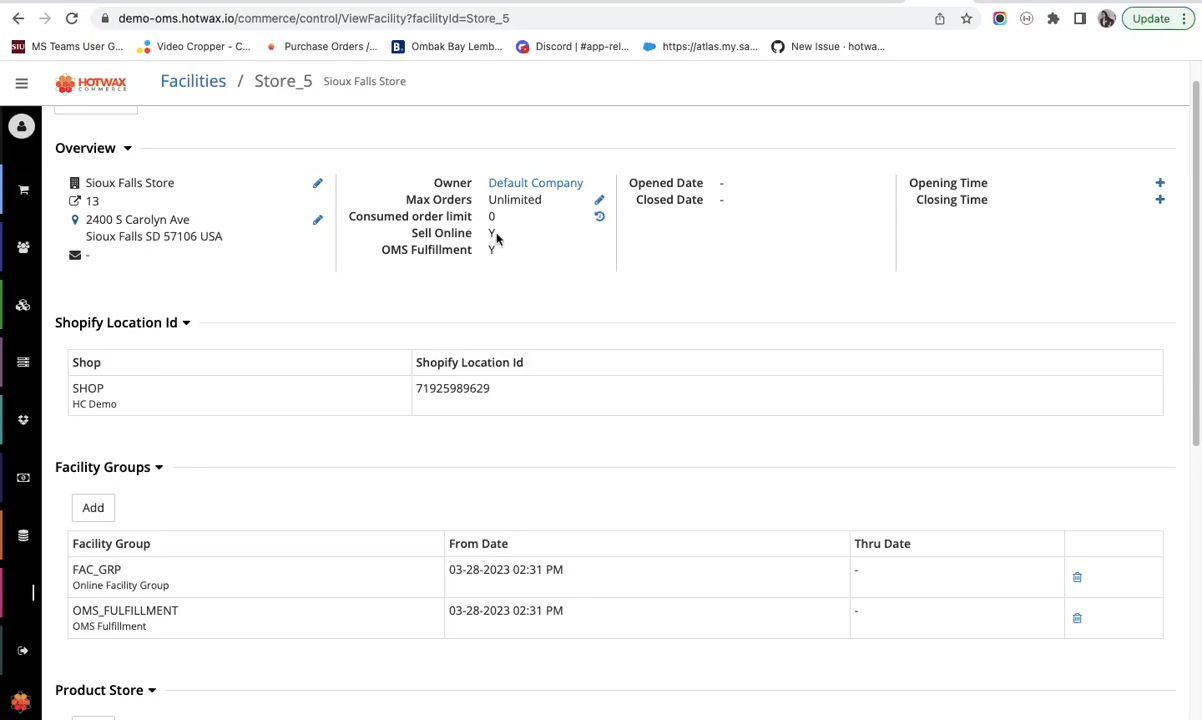 demo-oms.hotwax.io/commerce/control/ViewFacility?facilityId=Store_5
Update
MS Teams User G...
Video Cropper - C...
Purchase Orders /...
Ombak Bay Lemb...
Discord | #app-rel...
https://atlas.my.sa...
New Issue · hotwa...
HOTWAX
COMMERCE
Facilities / Store_5 Sioux Falls Store
Overview
Sioux Falls Store
13
2400 S Carolyn Ave
Sioux Falls SD 57106 USA
-
Owner Default Company
Max Orders Unlimited
Consumed order limit 0
Sell Online Y
OMS Fulfillment Y
Opened Date -
Closed Date -
Opening Time
Closing Time
Shopify Location Id
Shop Shopify Location Id
SHOP 71925989629
HC Demo
Facility Groups
Add
Facility Group From Date Thru Date
FAC_GRP 03-28-2023 02:31 PM -
Online Facility Group
OMS_FULFILLMENT 03-28-2023 02:31 PM -
OMS Fulfillment
Product Store